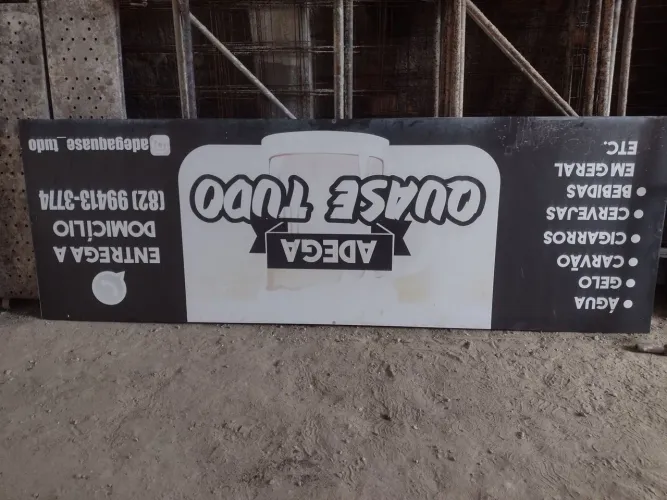 ● ÁGUA
● GELO
● CARVÃO
● CIGARROS
● CERVEJAS
● BEBIDAS
EM GERAL
ETC.
ADEGA
QUASE TUDO
ENTREGA A
DOMICÍLIO
(82) 99413-3774
@adegaquase_tudo